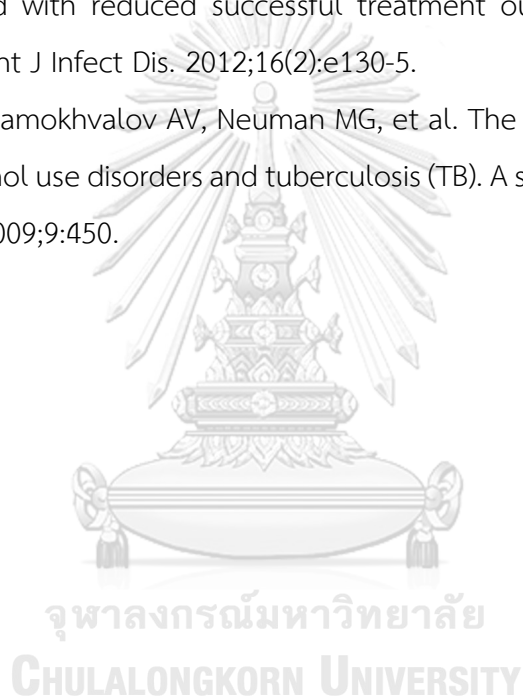 d with reduced successful treatment ou
nt J Infect Dis. 2012;16(2):e130-5.
amokhvalov AV, Neuman MG, et al. The
nol use disorders and tuberculosis (TB). A s
009;9:450.
จุฬาลงกรณ์มหาวิทยาลัย
CHULALONGKORN UNIVERSITY